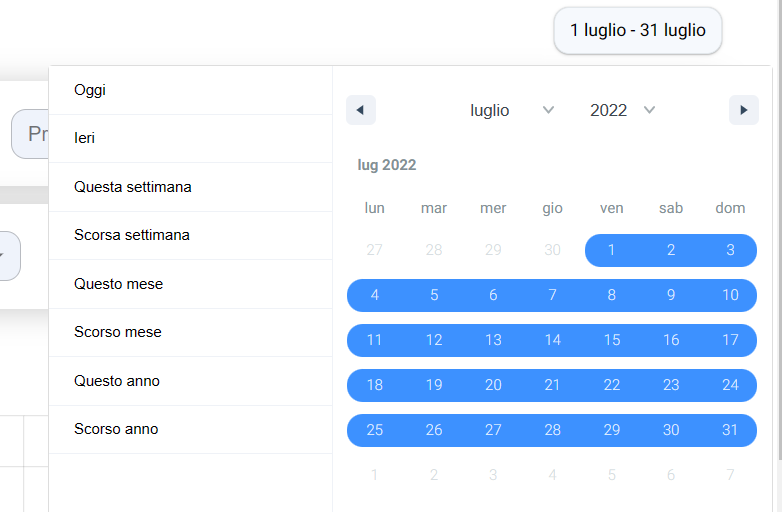 1 luglio - 31 luglio
Pr
Oggi
Ieri
Questa settimana
Scorsa settimana
Questo mese
Scorso mese
Questo anno
Scorso anno
luglio 2022
lug 2022
lun mar mer gio ven sab dom
27 28 29 30 1 2 3
4 5 6 7 8 9 10
11 12 13 14 15 16 17
18 19 20 21 22 23 24
25 26 27 28 29 30 31
1 2 3 4 5 6 7